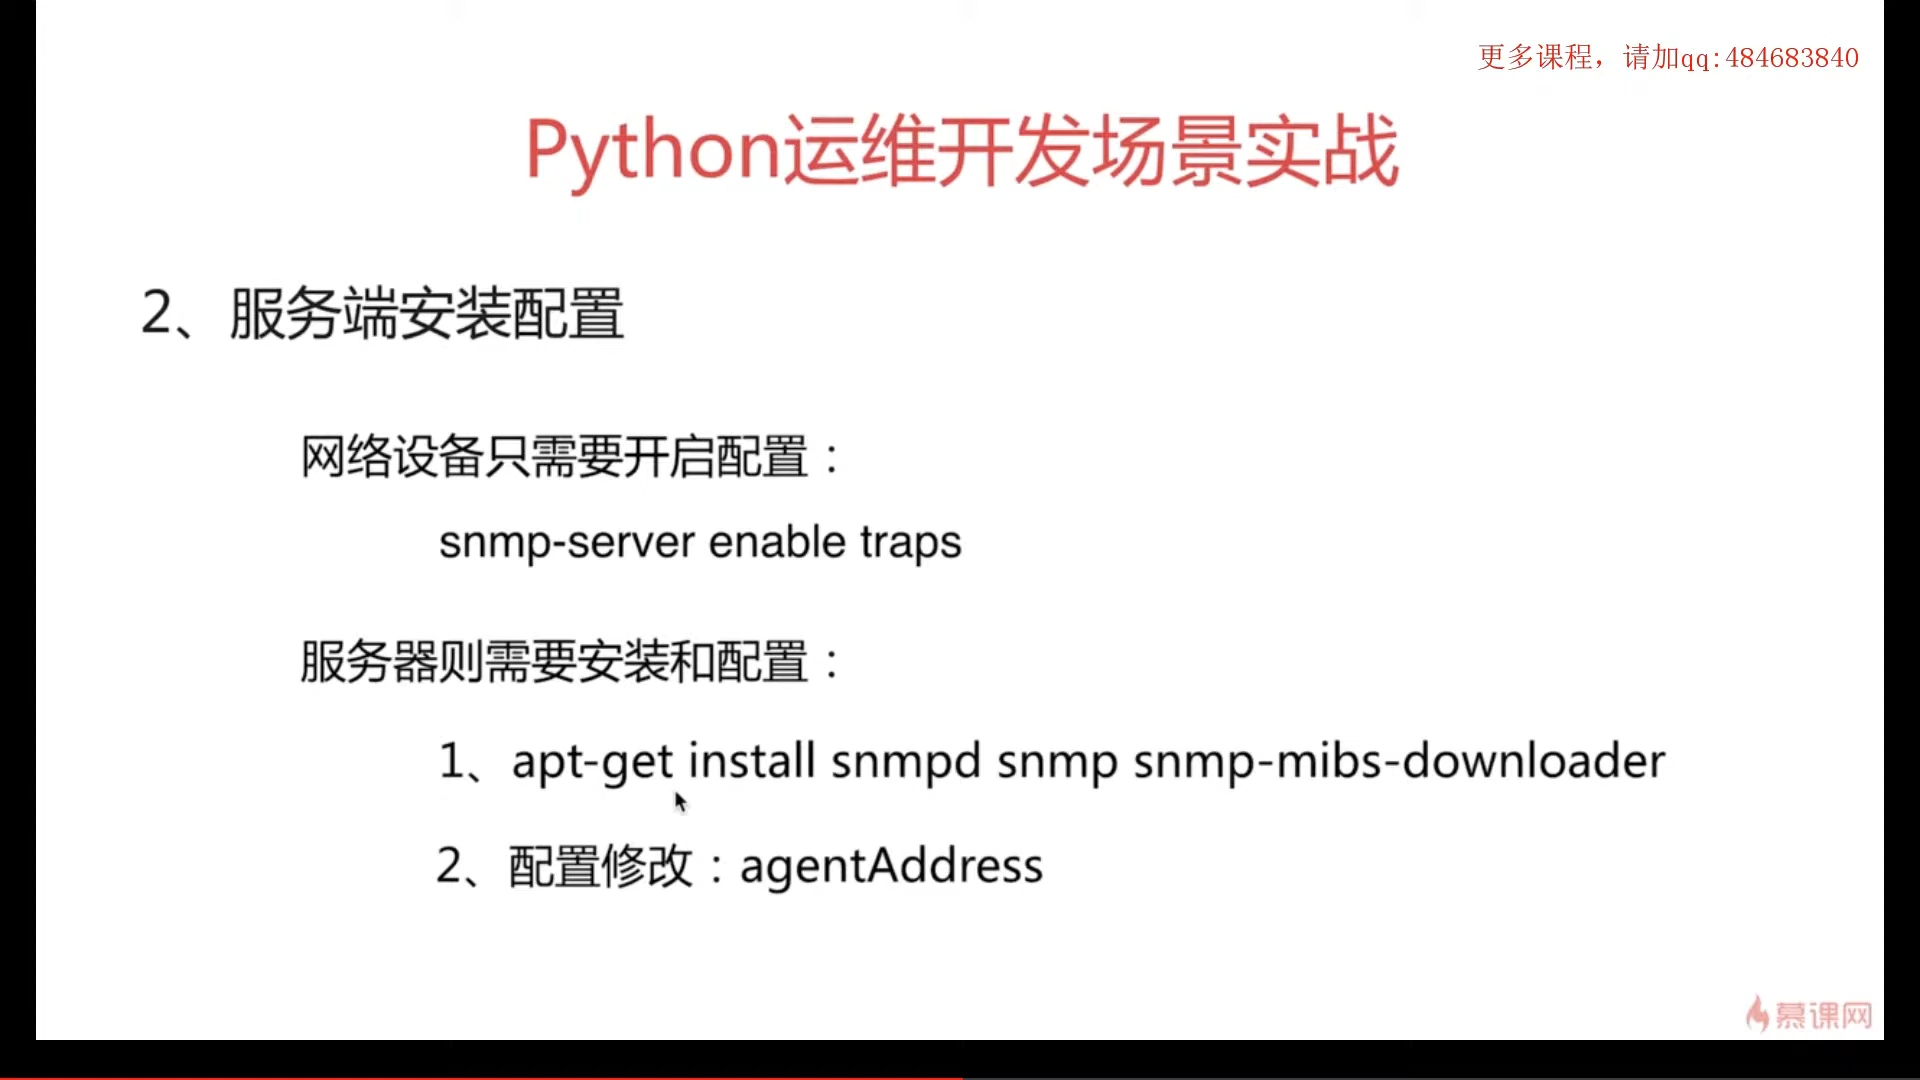 更多课程，请加qq:484683840
Python运维开发场景实战
2、服务端安装配置
网络设备只需要开启配置：
snmp-server enable traps
服务器则需要安装和配置：
1、apt-get install snmpd snmp snmp-mibs-downloader
2、配置修改：agentAddress
慕课网